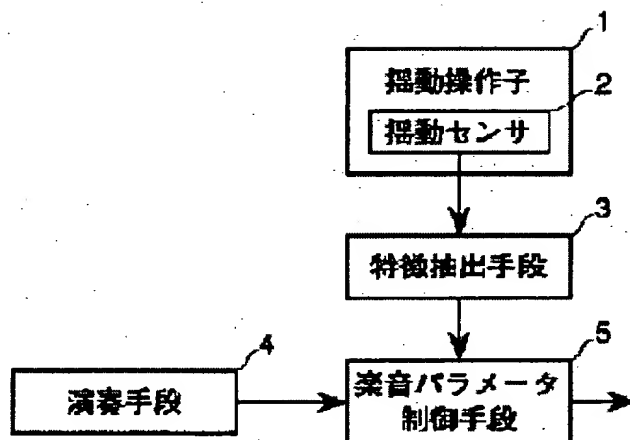 1
揺動操作子
2
揺動センサ
3
特徴抽出手段
4
演奏手段
5
楽音パラメータ
制御手段